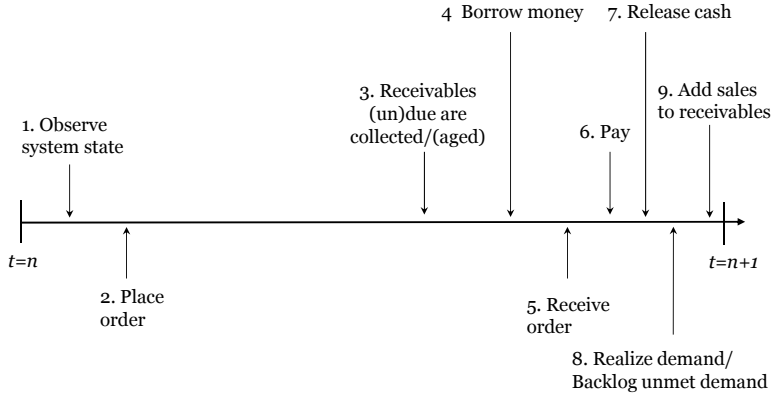 4 Borrow money
7. Release cash
3. Receivables
(un)due are
collected/(aged)
9. Add sales
to receivables
1. Observe
system state
6. Pay
t=n
t=n+1
2. Place
order
5. Receive
order
8. Realize demand/
Backlog unmet demand